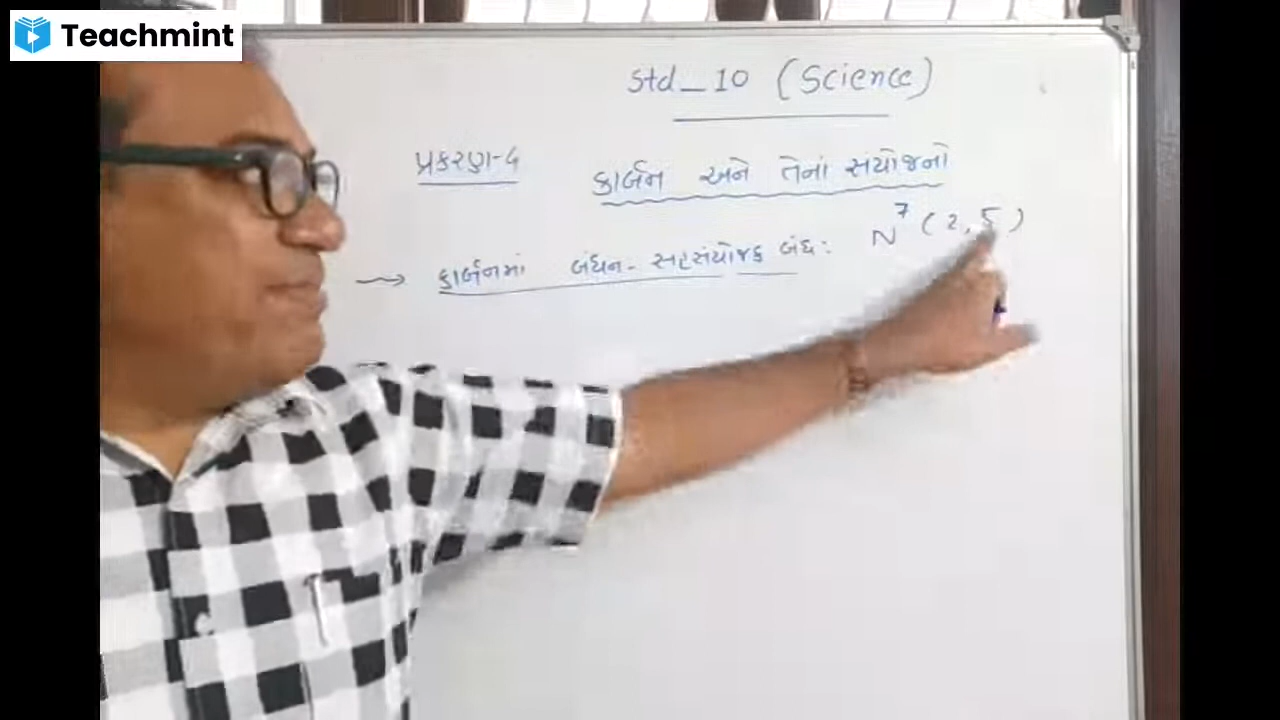 Teachmint
Std_10 (Science)
પ્રકરણ-4
કાર્બન અને તેનાં સંયોજનો
→ કાર્બનમાં બંધન - સહસંયોજક બંધ:
N⁷ (2, 5)